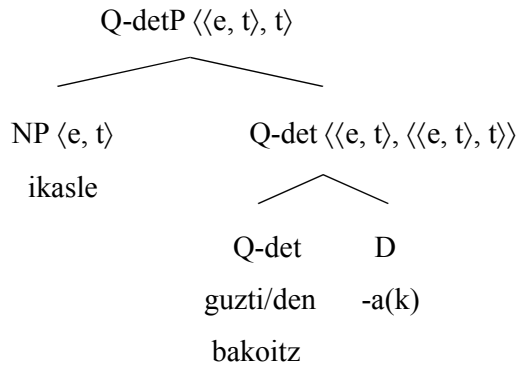 Q-detP ⟨⟨e, t⟩, t⟩
NP ⟨e, t⟩ Q-det ⟨⟨e, t⟩, ⟨⟨e, t⟩, t⟩⟩
ikasle
Q-det D
guzti/den -a(k)
bakoitz